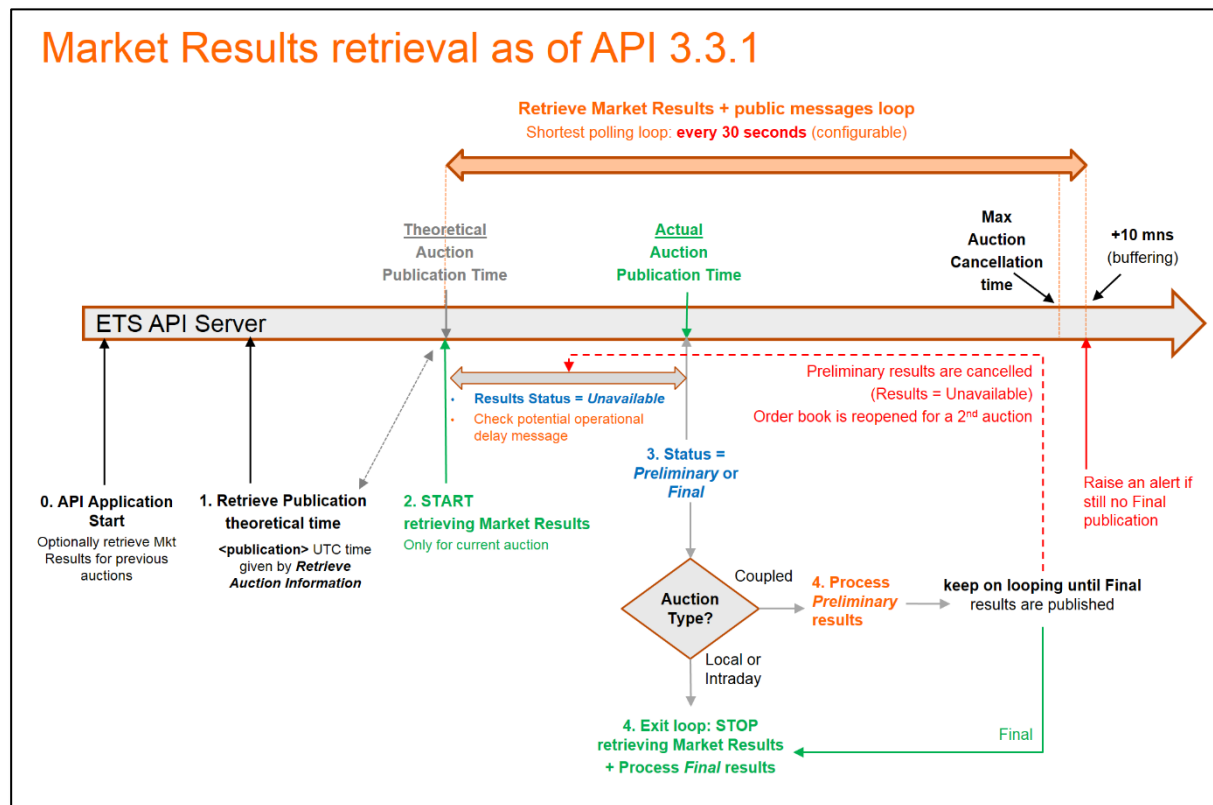 Market Results retrieval as of API 3.3.1
Retrieve Market Results + public messages loop
Shortest polling loop: every 30 seconds (configurable)
Theoretical
Auction
Publication Time
Actual
Auction
Publication Time
Max
Auction
Cancellation
time
+10 mns
(buffering)
ETS API Server
• Results Status = Unavailable
• Check potential operational
delay message
Preliminary results are cancelled
(Results = Unavailable)
Order book is reopened for a 2nd auction
0. API Application
Start
Optionally retrieve Mkt
Results for previous
auctions
1. Retrieve Publication
theoretical time
<publication> UTC time
given by Retrieve
Auction Information
2. START
retrieving Market Results
Only for current auction
3. Status =
Preliminary or
Final
Raise an alert if
still no Final
publication
Auction
Type?
Coupled
4. Process
Preliminary
results
keep on looping until Final
results are published
Local or
Intraday
4. Exit loop: STOP
retrieving Market Results
+ Process Final results
Final